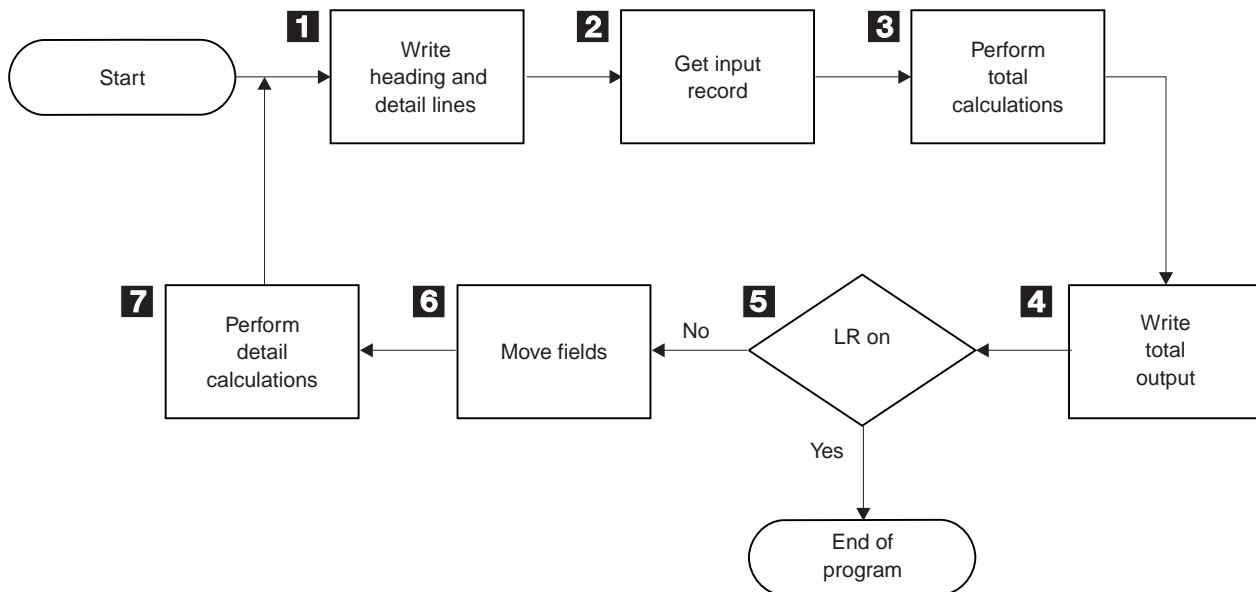 Start
1
Write
heading and
detail lines
2
Get input
record
3
Perform
total
calculations
4
Write
total
output
5
LR on
No
Yes
6
Move fields
7
Perform
detail
calculations
End of
program